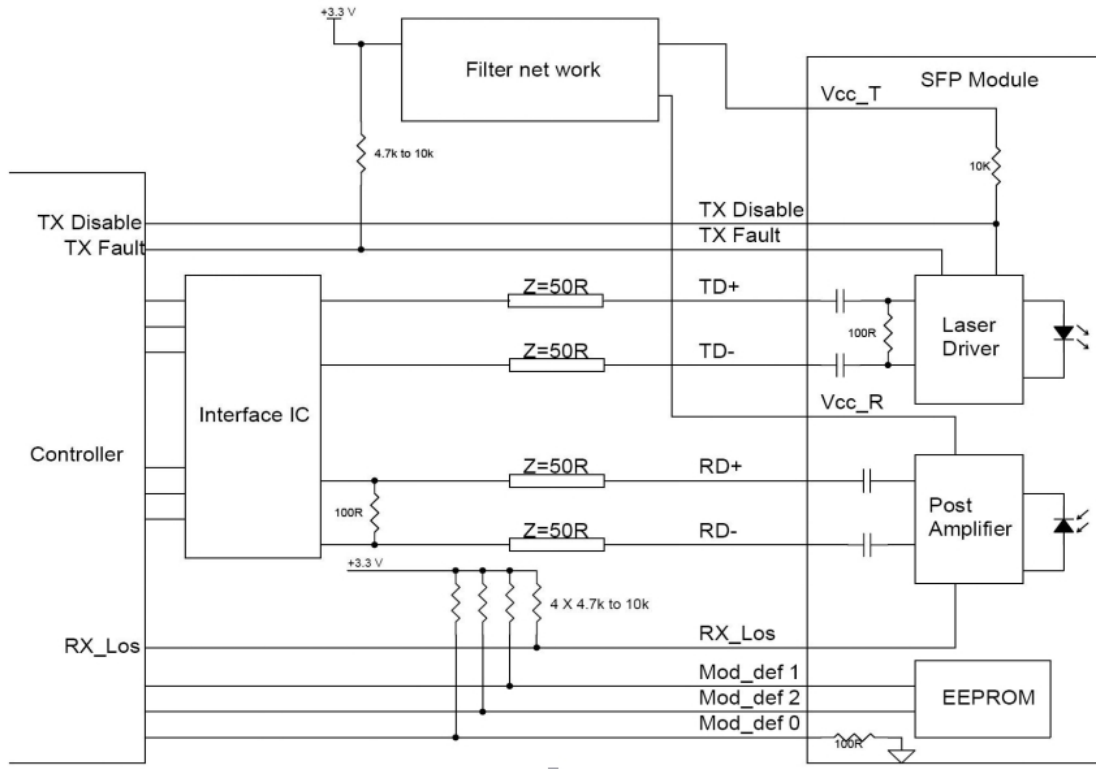 +3.3 V
Filter net work
SFP Module
Vcc_T
4.7k to 10k
10K
TX Disable
TX Disable
TX Fault
TX Fault
Z=50R
TD+
Laser
Driver
100R
Z=50R
TD-
Vcc_R
Interface IC
Controller
Z=50R
RD+
100R
Post
Amplifier
Z=50R
RD-
+3.3 V
4 X 4.7k to 10k
RX_Los
RX_Los
Mod_def 1
Mod_def 2
EEPROM
Mod_def 0
100R